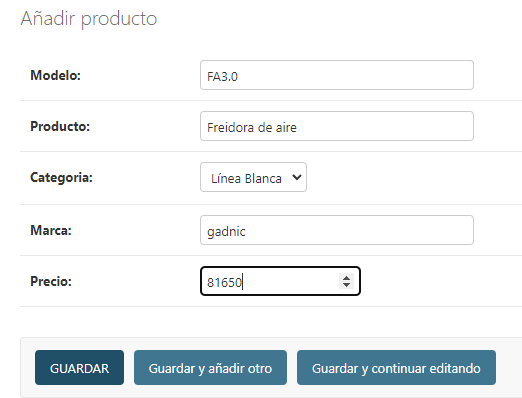 Añadir producto
Modelo: FA3.0
Producto: Freidora de aire
Categoria: Línea Blanca
Marca: gadnic
Precio: 81650
GUARDAR Guardar y añadir otro Guardar y continuar editando